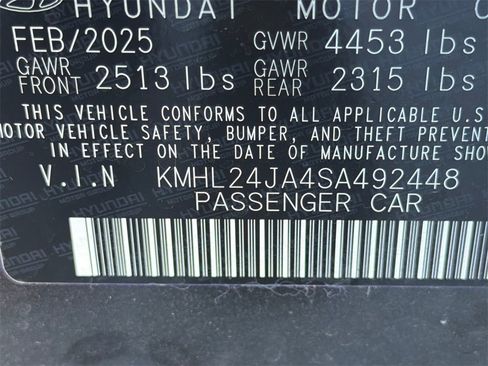 HYUNDAI MOTOR
FEB/2025 GVWR 4453 lbs
GAWR FRONT 2513 lbs GAWR REAR 2315 lbs
THIS VEHICLE CONFORMS TO ALL APPLICABLE U.S
MOTOR VEHICLE SAFETY, BUMPER, AND THEFT PREVENT
IN EFFECT ON THE DATE OF MANUFACTURE SHO
V.I.N KMHL24JA4SA492448
PASSENGER CAR